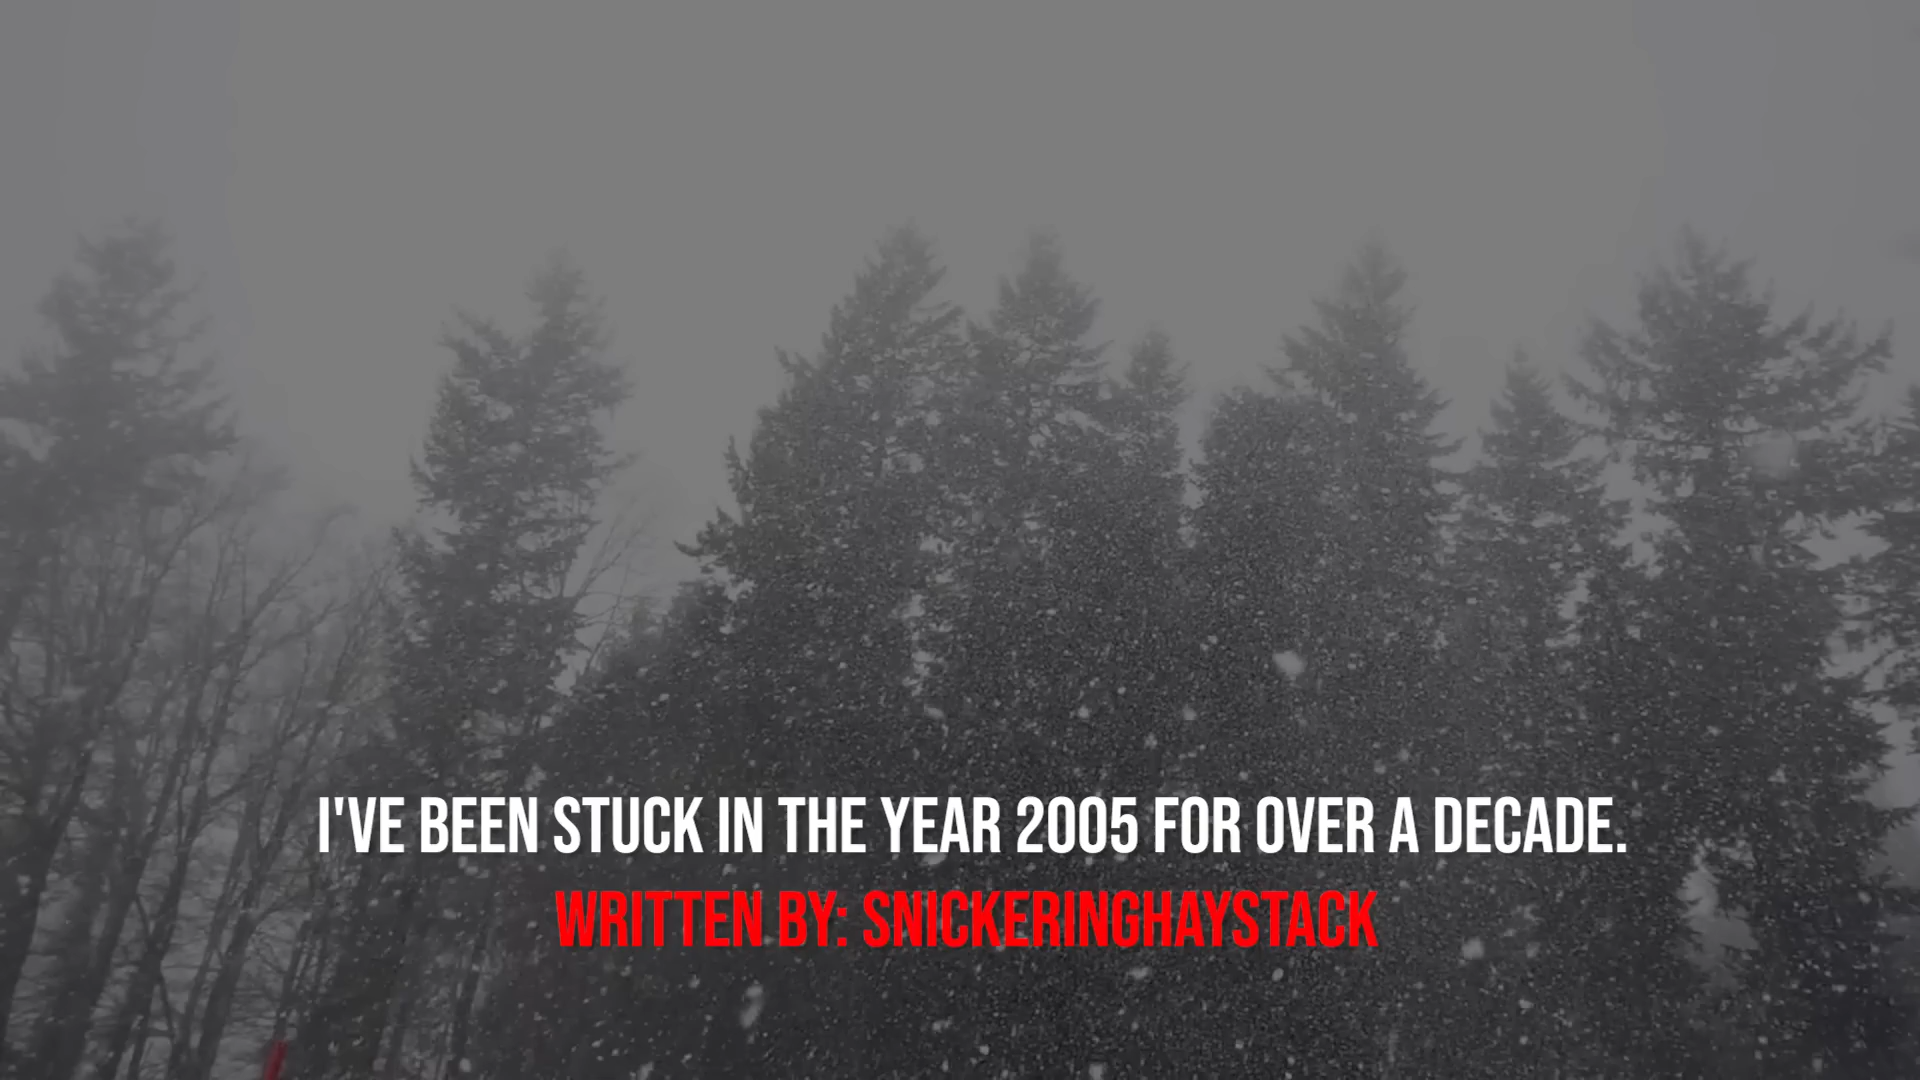 I'VE BEEN STUCK IN THE YEAR 2005 FOR OVER A DECADE.
WRITTEN BY: SNICKERINGHAYSTACK